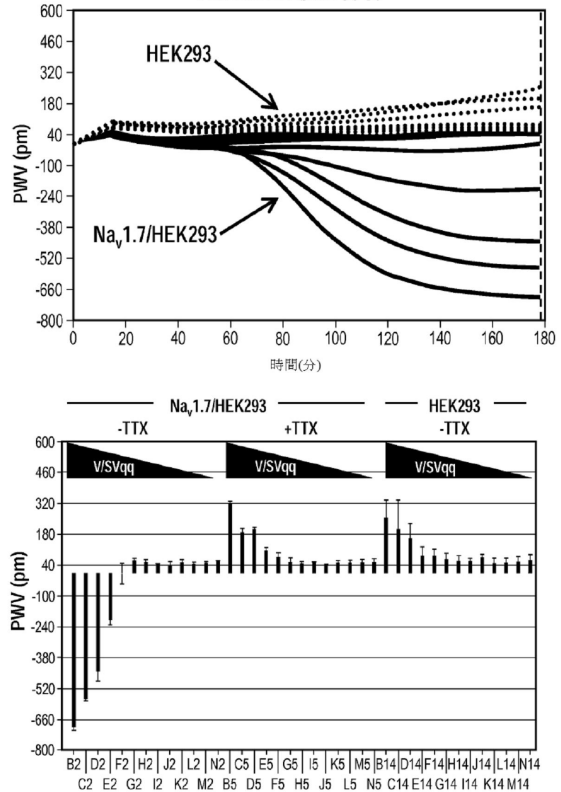 600
460
320
180
40
-100
-240
-380
-520
-660
-800
PWV (pm)
HEK293
Nav1.7/HEK293
0 20 40 60 80 100 120 140 160 180
時間(分)
Nav1.7/HEK293 HEK293
-TTX +TTX -TTX
V/SVqq V/SVqq V/SVqq
600
460
320
180
40
-100
-240
-380
-520
-660
-800
PWV (pm)
B2 D2 F2 H2 J2 L2 N2 C5 E5 G5 I5 K5 M5 B14 D14 F14 H14 J14 L14 N14
C2 E2 G2 I2 K2 M2 B5 D5 F5 H5 J5 L5 N5 C14 E14 G14 I14 K14 M14